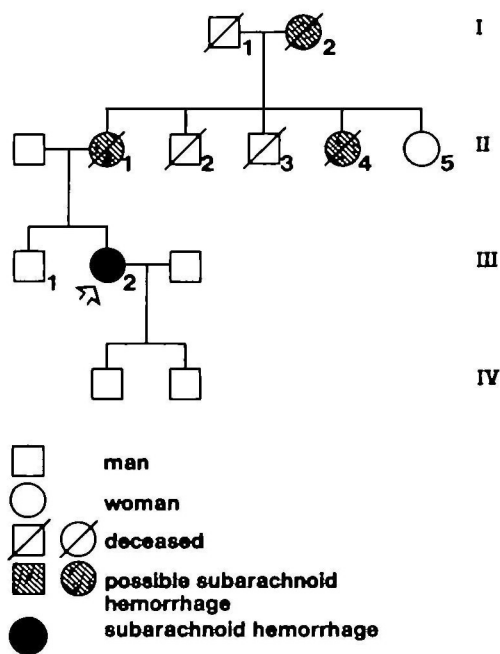 I
1 2
II
1 2 3 4 5
III
1 2
IV
man
woman
deceased
possible subarachnoid
hemorrhage
subarachnoid hemorrhage